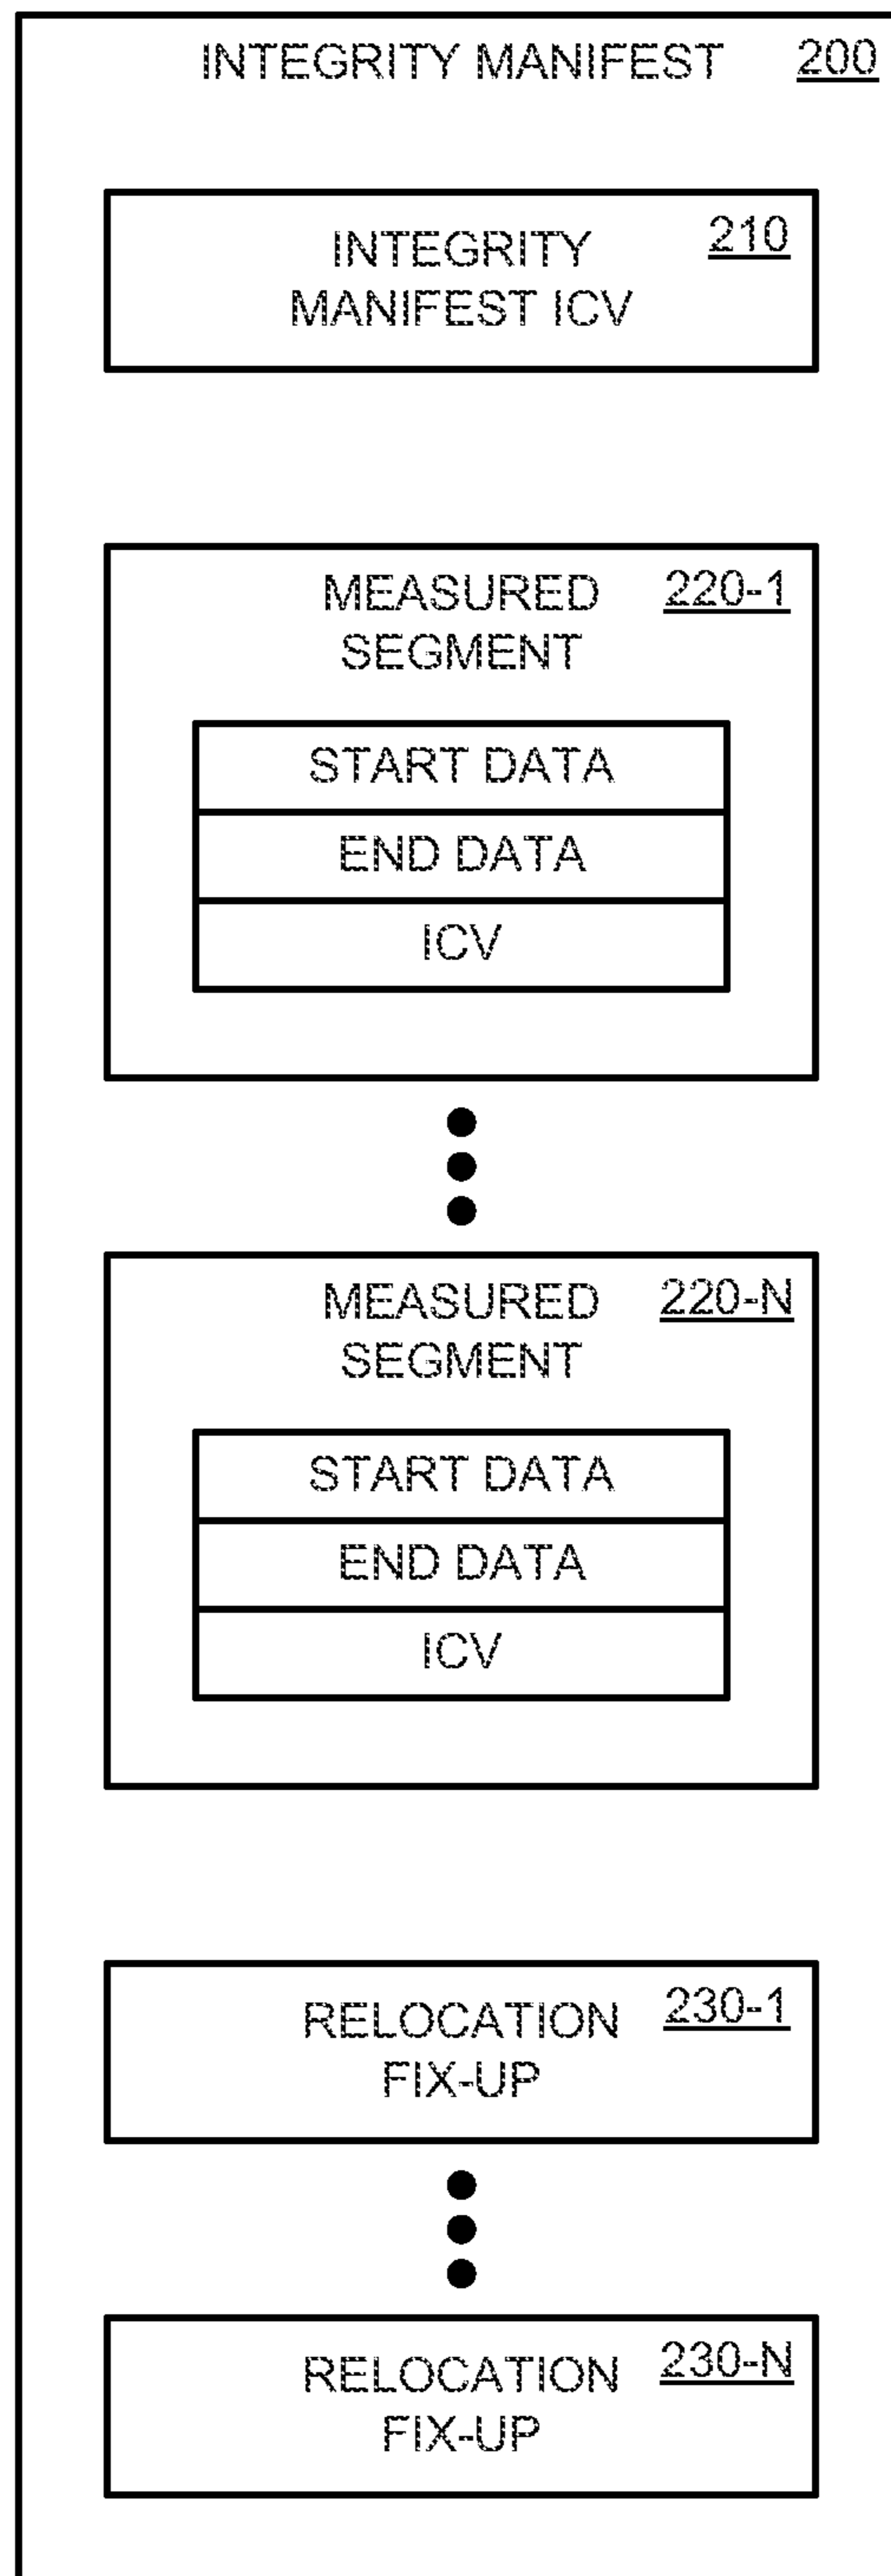 INTEGRITY MANIFEST 200
INTEGRITY 210
MANIFEST ICV
MEASURED 220-1
SEGMENT
START DATA
END DATA
ICV
MEASURED 220-N
SEGMENT
START DATA
END DATA
ICV
RELOCATION 230-1
FIX-UP
RELOCATION 230-N
FIX-UP